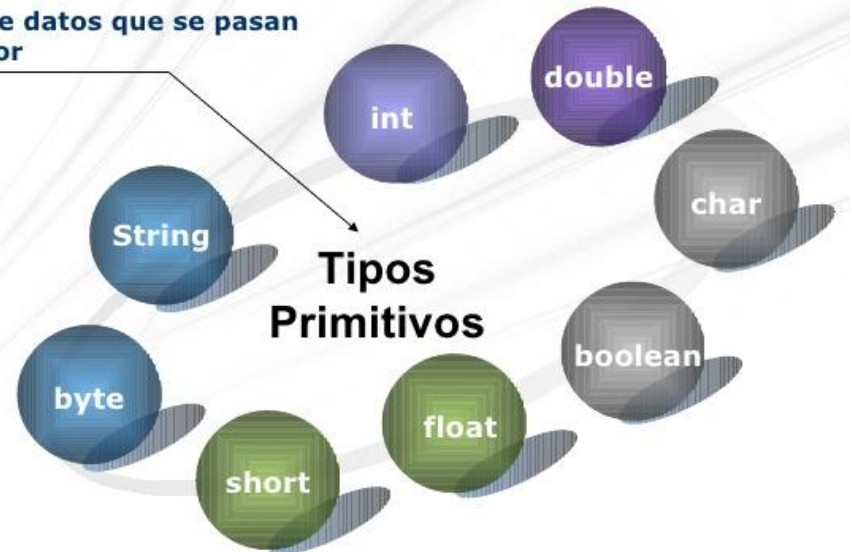 e datos que se pasan
or
int
double
char
String
Tipos
Primitivos
boolean
byte
float
short